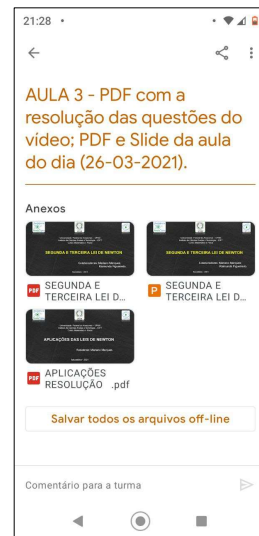 21:28
AULA 3 - PDF com a
resolução das questões do
vídeo; PDF e Slide da aula
do dia (26-03-2021).
Anexos
SEGUNDA E TERCEIRA LEI DE NEWTON
SEGUNDA E TERCEIRA LEI DE NEWTON
PDF
SEGUNDA E
TERCEIRA LEI D...
P
SEGUNDA E
TERCEIRA LEI D...
APLICAÇÕES DAS LEIS DE NEWTON
PDF
APLICAÇÕES
RESOLUÇÃO .pdf
Salvar todos os arquivos off-line
Comentário para a turma